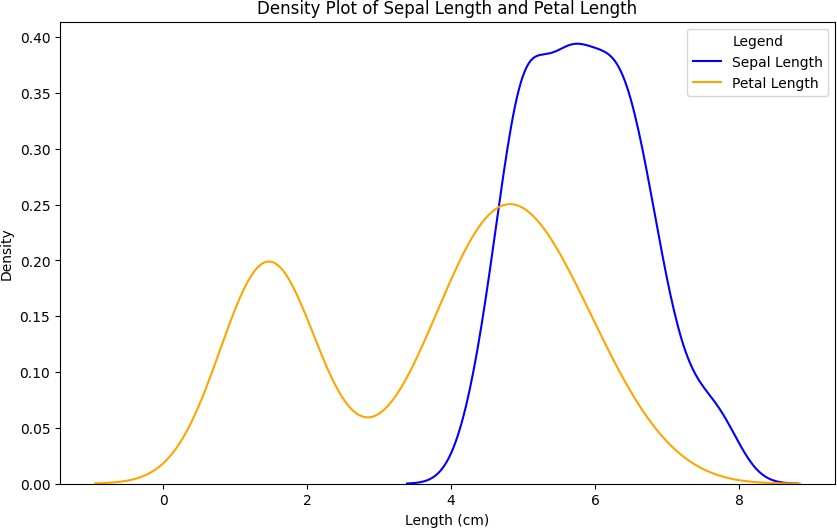 Density Plot of Sepal Length and Petal Length
Legend
Sepal Length
Petal Length
0.40
0.35
0.30
0.25
0.20
0.15
0.10
0.05
0.00
Density
0 2 4 6 8
Length (cm)